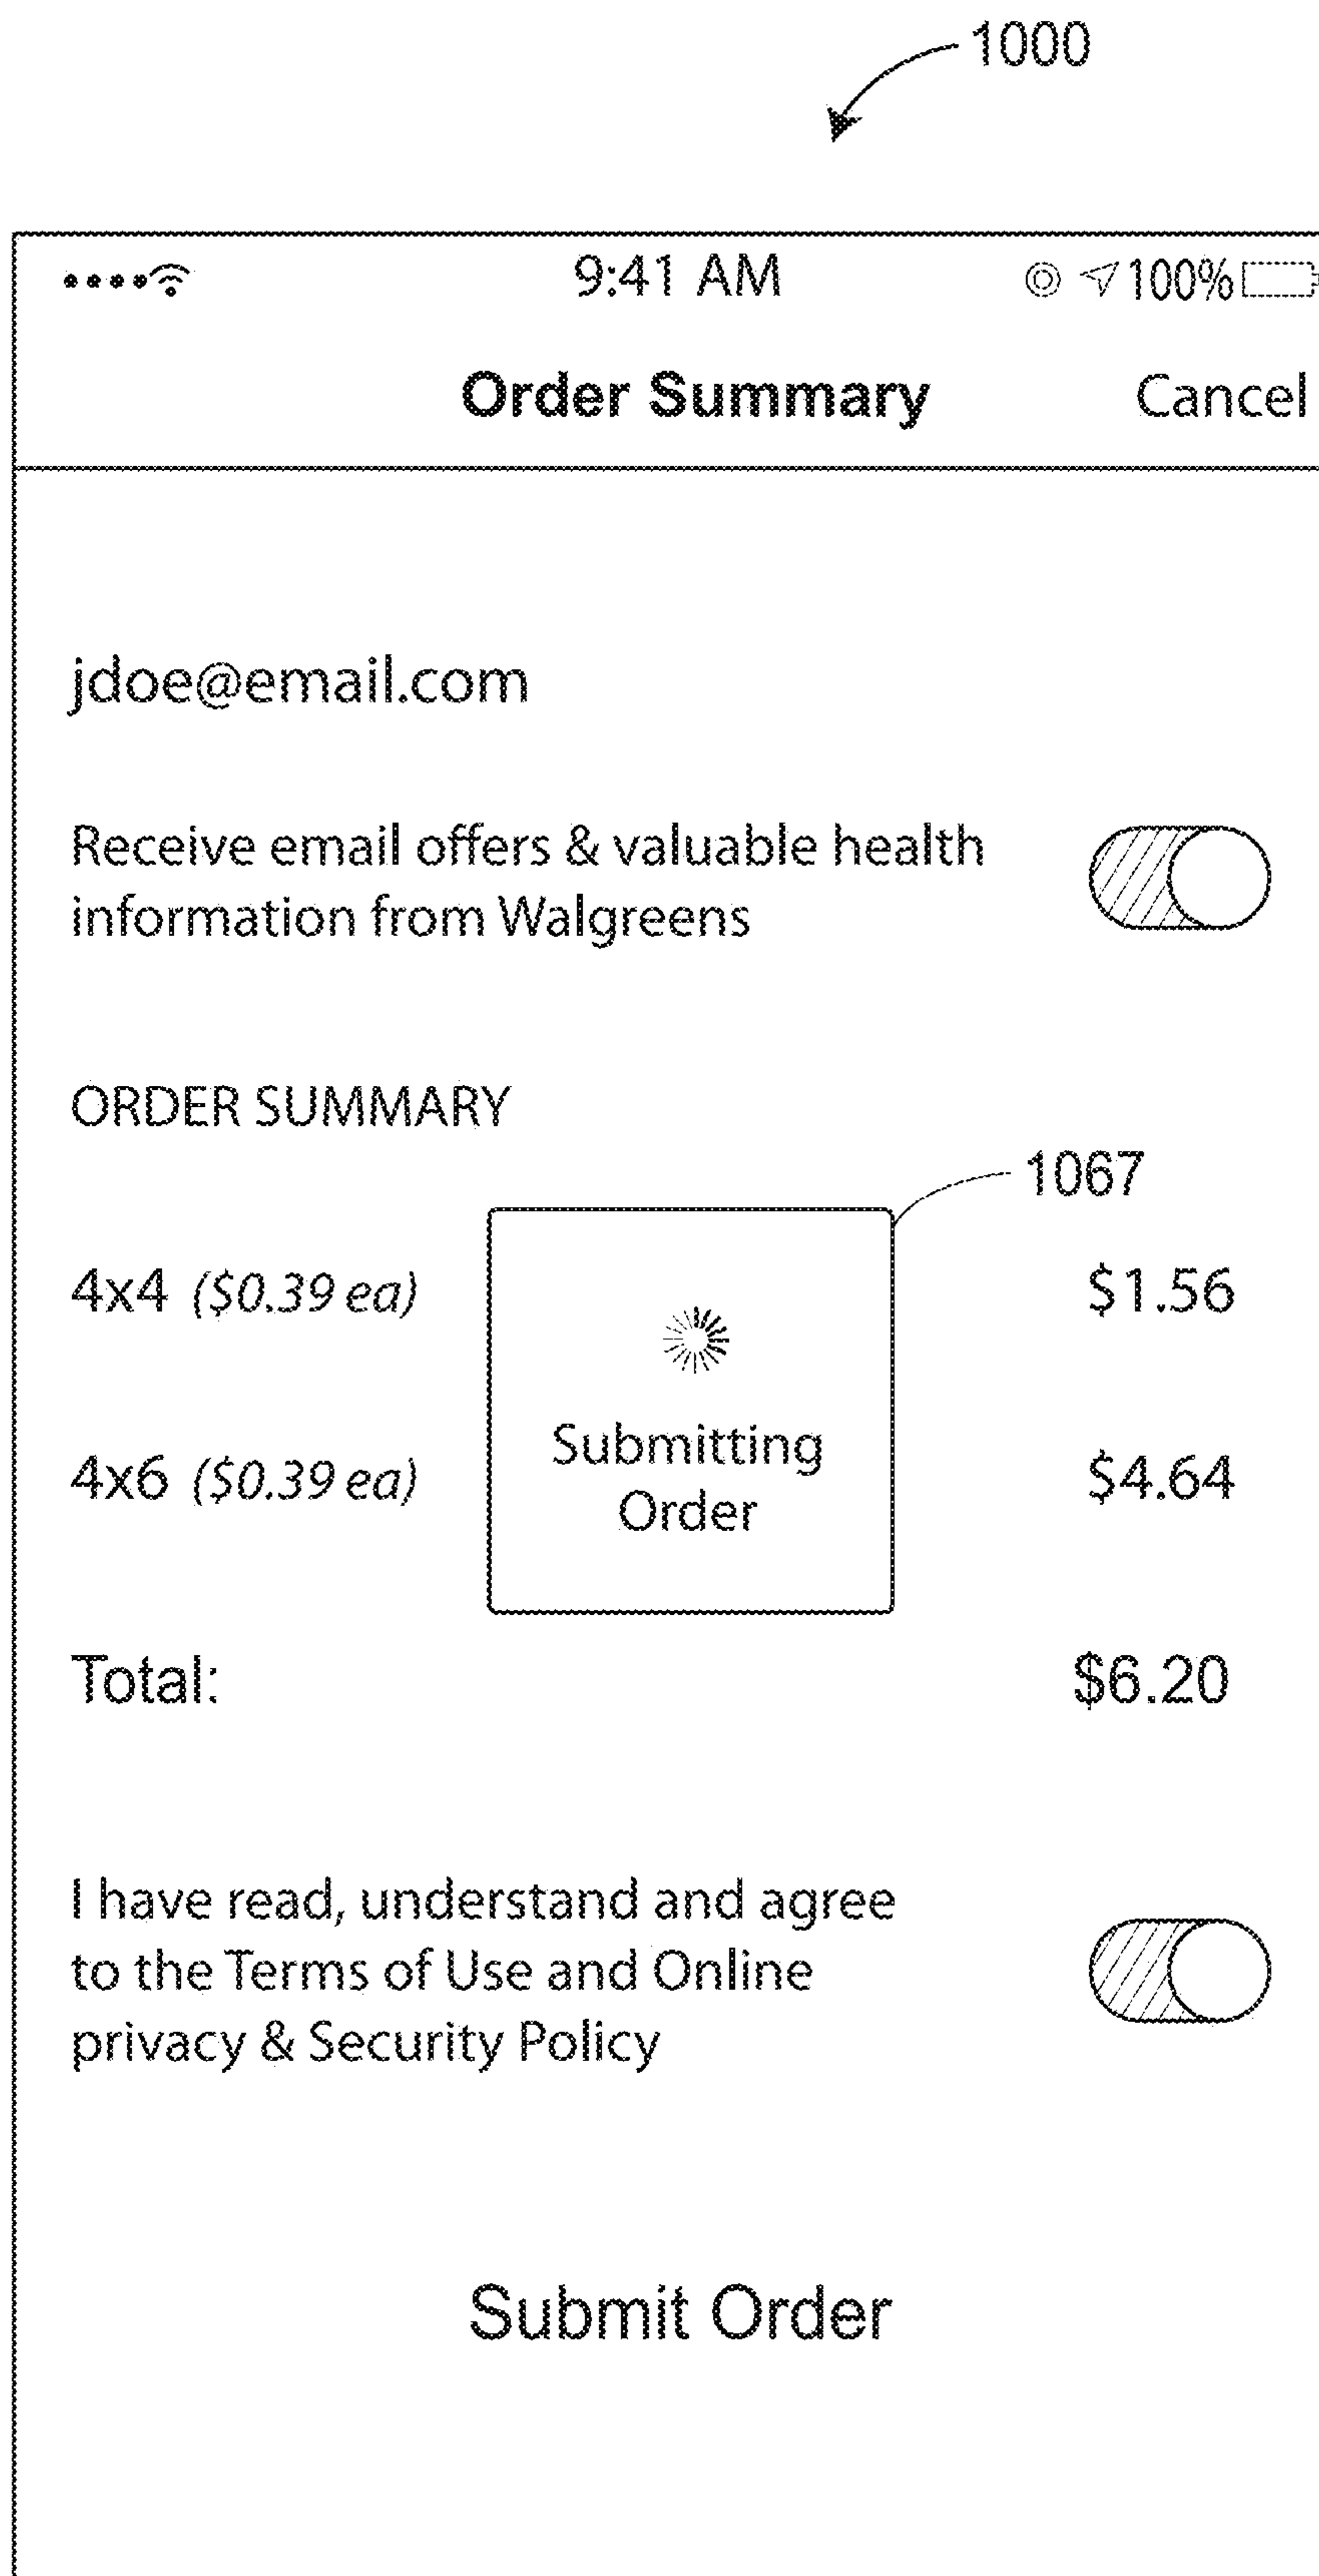 1000
9:41 AM 100%
Order Summary Cancel
jdoe@email.com
Receive email offers & valuable health
information from Walgreens
ORDER SUMMARY
1067
4x4 ($0.39 ea) $1.56
Submitting
4x6 ($0.39 ea) $4.64
Order
Total: $6.20
I have read, understand and agree
to the Terms of Use and Online
privacy & Security Policy
Submit Order